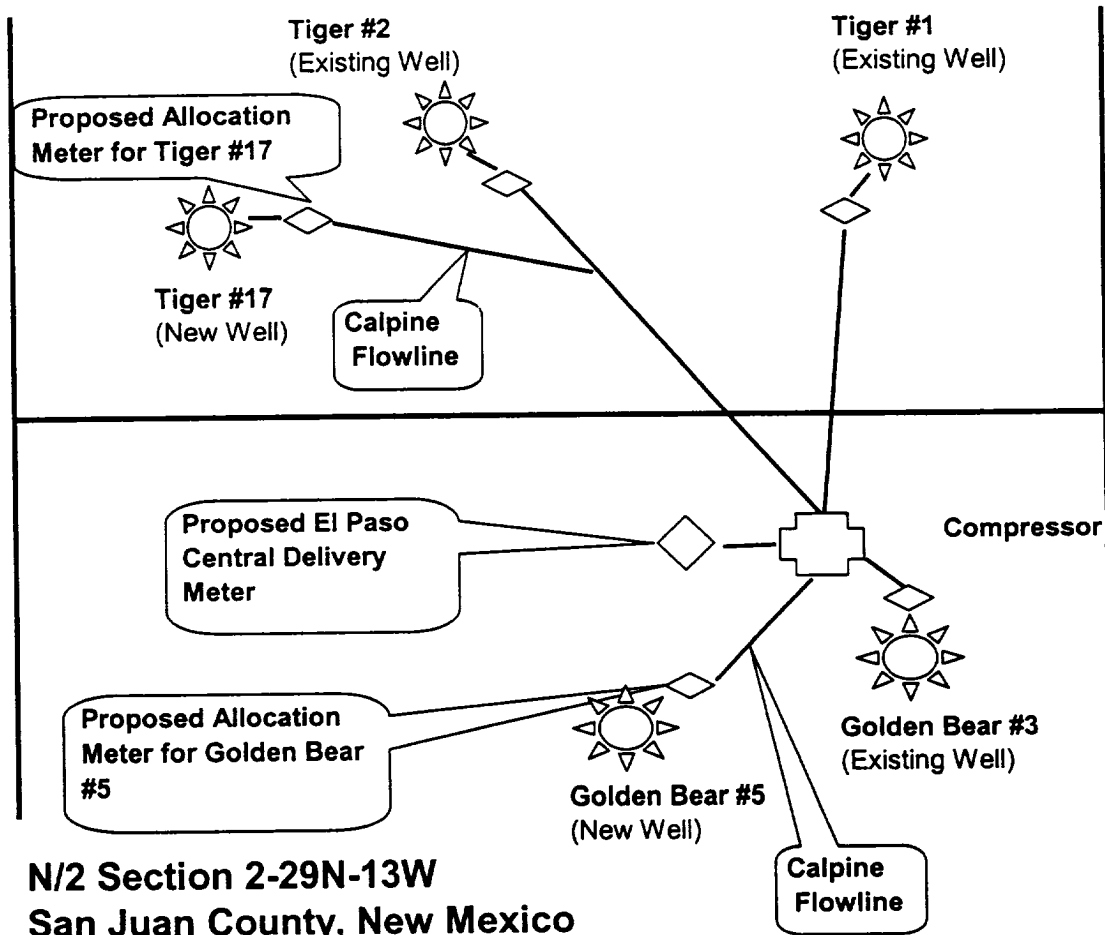 Tiger #2
(Existing Well)
Tiger #1
(Existing Well)
Proposed Allocation
Meter for Tiger #17
Tiger #17
(New Well)
Calpine
Flowline
Proposed El Paso
Central Delivery
Meter
Compressor
Proposed Allocation
Meter for Golden Bear
#5
Golden Bear #3
(Existing Well)
Golden Bear #5
(New Well)
Calpine
Flowline
N/2 Section 2-29N-13W
San Juan County, New Mexico